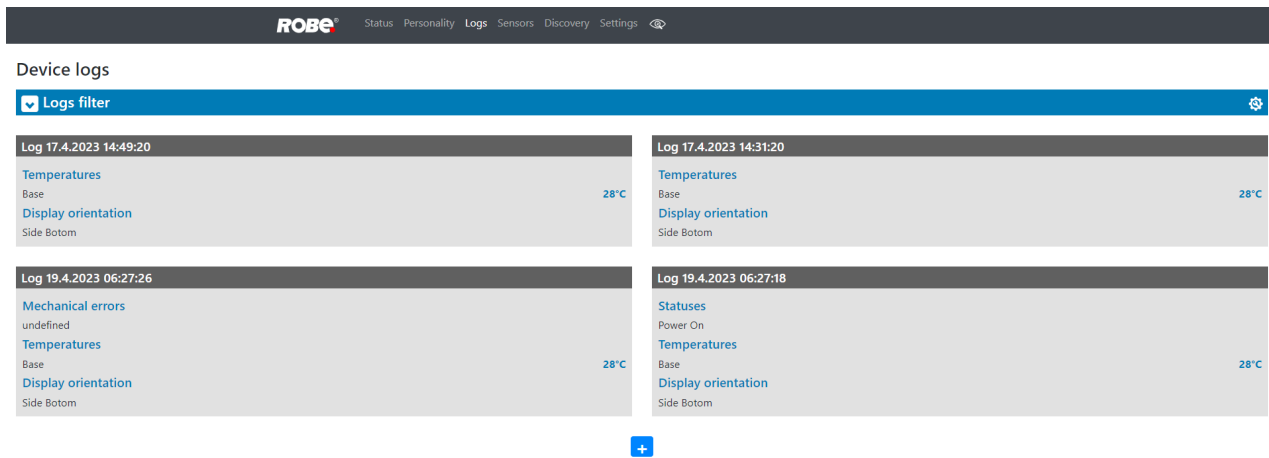 ROBE® Status Personality Logs Sensors Discovery Settings
Device logs
Logs filter
Log 17.4.2023 14:49:20
Temperatures
Base 28°C
Display orientation
Side Botom
Log 17.4.2023 14:31:20
Temperatures
Base 28°C
Display orientation
Side Botom
Log 19.4.2023 06:27:26
Mechanical errors
undefined
Temperatures
Base 28°C
Display orientation
Side Botom
Log 19.4.2023 06:27:18
Statuses
Power On
Temperatures
Base 28°C
Display orientation
Side Botom
+